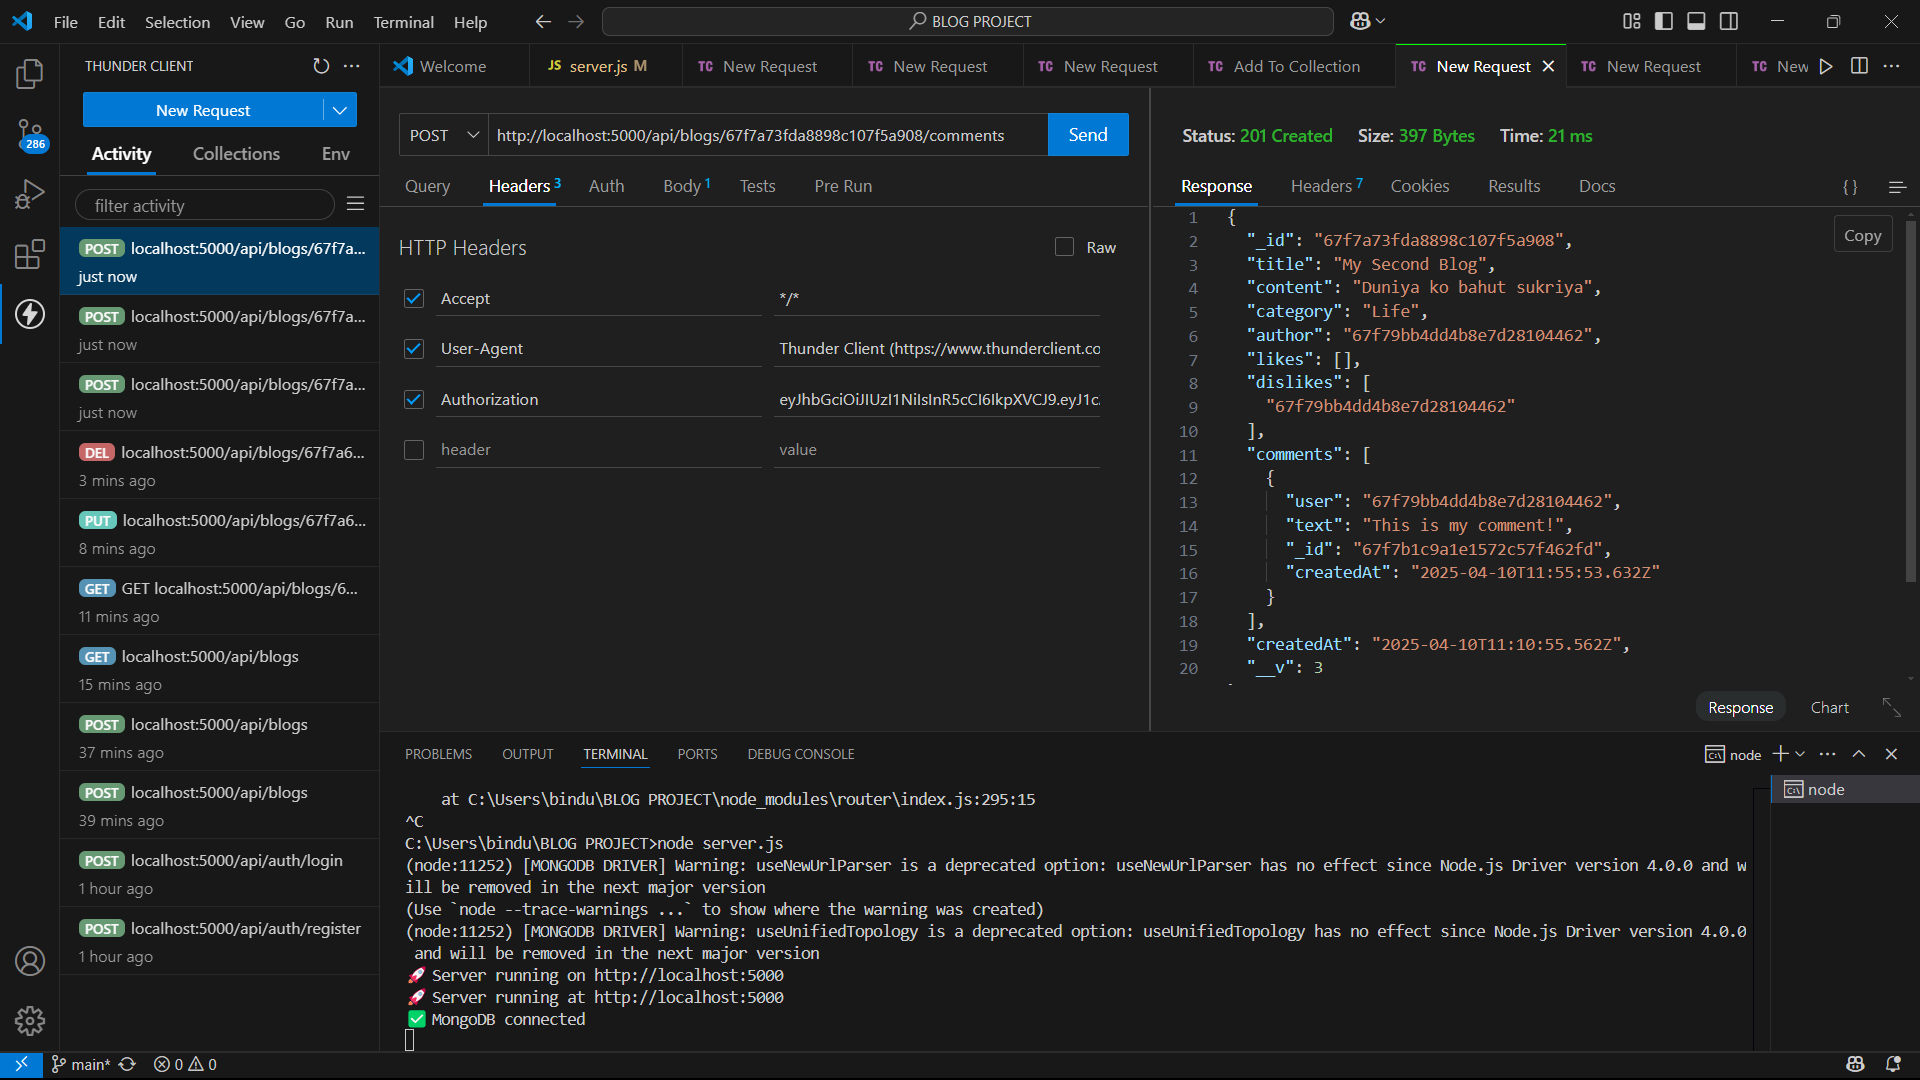 File Edit Selection View Go Run Terminal Help
BLOG PROJECT
THUNDER CLIENT
New Request
Activity Collections Env
filter activity
POST localhost:5000/api/blogs/67f7a...
just now
POST localhost:5000/api/blogs/67f7a...
just now
POST localhost:5000/api/blogs/67f7a...
just now
DEL localhost:5000/api/blogs/67f7a6...
3 mins ago
PUT localhost:5000/api/blogs/67f7a6...
8 mins ago
GET GET localhost:5000/api/blogs/6...
11 mins ago
GET localhost:5000/api/blogs
15 mins ago
POST localhost:5000/api/blogs
37 mins ago
POST localhost:5000/api/blogs
39 mins ago
POST localhost:5000/api/auth/login
1 hour ago
POST localhost:5000/api/auth/register
1 hour ago
286
Welcome
JS server.js M
TC New Request
TC New Request
TC New Request
TC Add To Collection
TC New Request
TC New Request
TC New
POST http://localhost:5000/api/blogs/67f7a73fda8898c107f5a908/comments Send
Query Headers 3 Auth Body 1 Tests Pre Run
HTTP Headers Raw
Accept */*
User-Agent Thunder Client (https://www.thunderclient.co
Authorization eyJhbGciOiJIUzI1NiIsInR5cCI6IkpXVCJ9.eyJ1c
header value
Status: 201 Created Size: 397 Bytes Time: 21 ms
Response Headers 7 Cookies Results Docs {}
Copy
1 {
2 "_id": "67f7a73fda8898c107f5a908",
3 "title": "My Second Blog",
4 "content": "Duniya ko bahut sukriya",
5 "category": "Life",
6 "author": "67f79bb4dd4b8e7d28104462",
7 "likes": [],
8 "dislikes": [
9 "67f79bb4dd4b8e7d28104462"
10 ],
11 "comments": [
12 {
13 "user": "67f79bb4dd4b8e7d28104462",
14 "text": "This is my comment!",
15 "_id": "67f7b1c9a1e1572c57f462fd",
16 "createdAt": "2025-04-10T11:55:53.632Z"
17 }
18 ],
19 "createdAt": "2025-04-10T11:10:55.562Z",
20 "__v": 3
Response Chart
PROBLEMS OUTPUT TERMINAL PORTS DEBUG CONSOLE
node
node
at C:\Users\bindu\BLOG PROJECT\node_modules\router\index.js:295:15
^C
C:\Users\bindu\BLOG PROJECT>node server.js
(node:11252) [MONGODB DRIVER] Warning: useNewUrlParser is a deprecated option: useNewUrlParser has no effect since Node.js Driver version 4.0.0 and w
ill be removed in the next major version
(Use `node --trace-warnings ...` to show where the warning was created)
(node:11252) [MONGODB DRIVER] Warning: useUnifiedTopology is a deprecated option: useUnifiedTopology has no effect since Node.js Driver version 4.0.0
and will be removed in the next major version
🚀 Server running on http://localhost:5000
🚀 Server running at http://localhost:5000
✅ MongoDB connected
main* 0 0